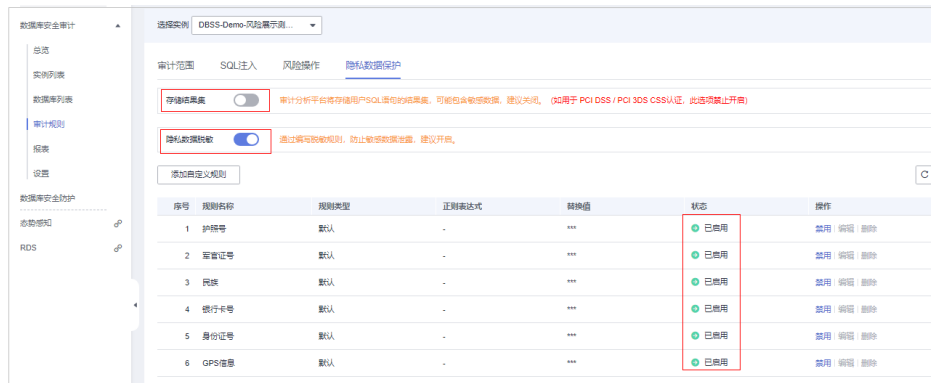 数据库安全审计
总览
实例列表
数据库列表
审计规则
报表
设置
数据库安全防护
态势感知
RDS
选择实例 DBSS-Demo-风险展示测...
审计范围 SQL注入 风险操作 隐私数据保护
存储结果集 审计分析平台将存储用户SQL语句的结果集，可能包含敏感数据，建议关闭。 (如用于 PCI DSS / PCI 3DS CSS认证，此选项禁止开启)
隐私数据脱敏 通过编写脱敏规则，防止敏感数据泄露，建议开启。
添加自定义规则
序号 规则名称 规则类型 正则表达式 替换值 状态 操作
1 护照号 默认 - *** 已启用 禁用 编辑 删除
2 军官证号 默认 - *** 已启用 禁用 编辑 删除
3 民族 默认 - *** 已启用 禁用 编辑 删除
4 银行卡号 默认 - *** 已启用 禁用 编辑 删除
5 身份证号 默认 - *** 已启用 禁用 编辑 删除
6 GPS信息 默认 - *** 已启用 禁用 编辑 删除